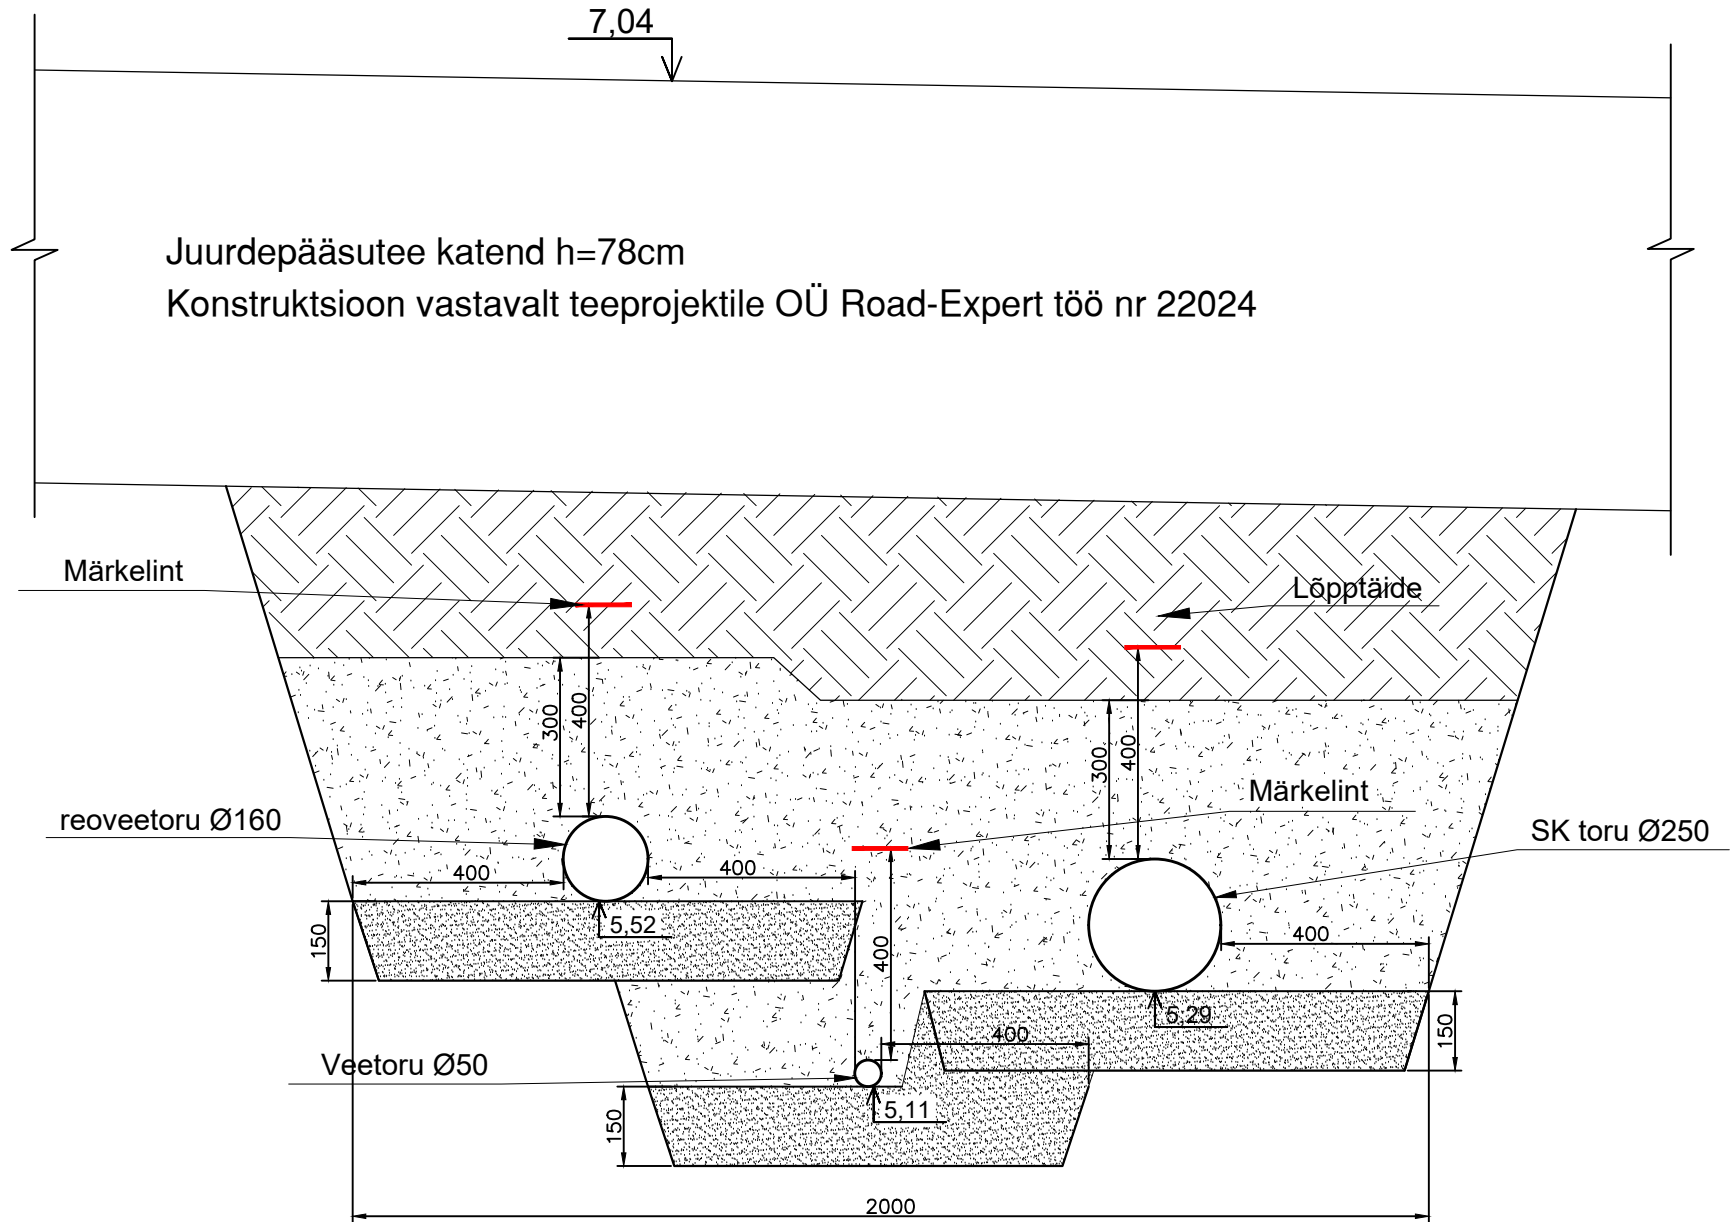 7,04
Juurdepääsutee katend h=78cm
Konstruktsioon vastavalt teeprojektile OÜ Road-Expert töö nr 22024
Märkelint
Lõpptäide
300
400
300
400
Märkelint
reoveetoru Ø160
SK toru Ø250
400
400
150
5,52
400
400
5,29
400
150
Veetoru Ø50
5,11
150
2000